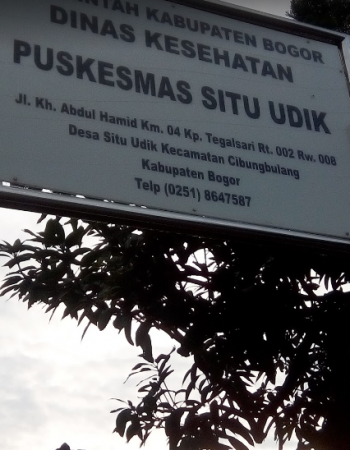 NTAH KABUPATEN BOGOR
DINAS KESEHATAN
PUSKESMAS SITU UDIK
Jl. Kh. Abdul Hamid Km. 04 Kp. Tegalsari Rt. 002 Rw. 008
Desa Situ Udik Kecamatan Cibungbulang
Kabupaten Bogor
Telp (0251) 8647587